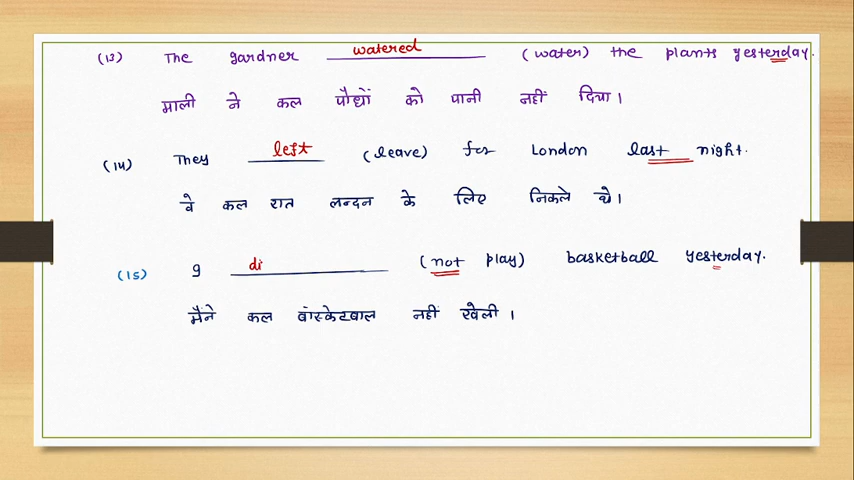 (13) The gardner watered (water) the plants yesterday.
माली ने कल पौधों को पानी नहीं दिया।
(14) They left (leave) for London last night.
वे कल रात लन्दन के लिए निकले थे।
(15) I di (not play) basketball yesterday.
मैंने कल बास्केटबाल नहीं खेली।